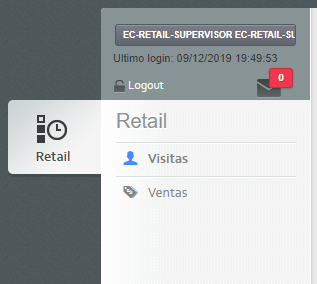 EC-RETAIL-SUPERVISOR EC-RETAIL-SU
Ultimo login: 09/12/2019 19:49:53
Logout
0
Retail
Retail
Visitas
Ventas